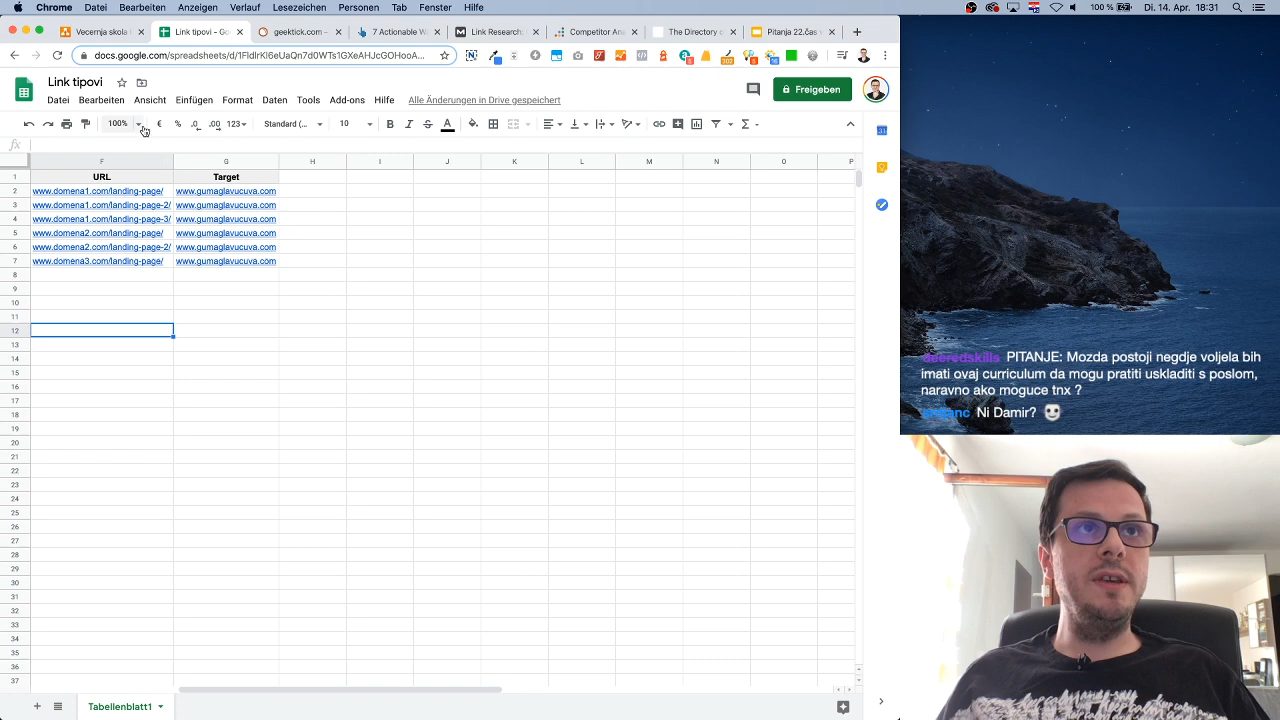 Chrome Datei Bearbeiten Anzeigen Verlauf Lesezeichen Personen Tab Fenster Hilfe
100% Di. 14. Apr. 18:31
Vecernja skola Link tipovi - Go geektick.com - 7 Actionable W Link Research Competitor Ana The Directory o Pitanja 22.čas v
docs.google.com/spreadsheets/d/1FldIrKl6eUaQn7d0WTs1GXeAHJcGOHooA...
Link tipovi
Datei Bearbeiten Ansicht Einfügen Format Daten Tools Add-ons Hilfe Alle Änderungen in Drive gespeichert
Freigeben
100% € % .0 .00 123 Standard (... 10 B I S A
fx
F G H I J K L M N O P
1 URL Target
2 www.domena1.com/landing-page/ www.gumaglavucuva.com
3 www.domena1.com/landing-page-2/ www.gumaglavucuva.com
4 www.domena1.com/landing-page-3/ www.gumaglavucuva.com
5 www.domena2.com/landing-page/ www.gumaglavucuva.com
6 www.domena2.com/landing-page-2/ www.gumaglavucuva.com
7 www.domena3.com/landing-page/ www.gumaglavucuva.com
8
9
10
11
12
13
14
15
16
17
18
19
20
21
22
23
24
25
26
27
28
29
30
31
32
33
34
35
36
37
Tabellenblatt1
PITANJE: Mozda postoji negdje voljela bih
imati ovaj curriculum da mogu pratiti uskladiti s poslom,
naravno ako moguce tnx ?
Ni Damir?